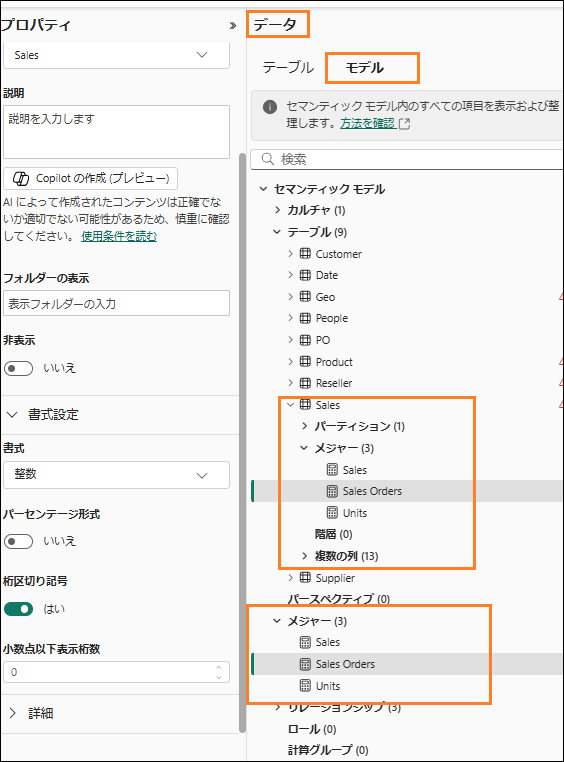 プロパティ
Sales
説明
説明を入力します
Copilot の作成 (プレビュー)
AI によって作成されたコンテンツは正確でな
いか適切でない可能性があるため、慎重に確認
してください。 使用条件を読む
フォルダーの表示
表示フォルダーの入力
非表示
いいえ
書式設定
書式
整数
パーセンテージ形式
いいえ
桁区切り記号
はい
小数点以下表示桁数
0
詳細
データ
テーブル
モデル
セマンティック モデル内のすべての項目を表示および整
理します。 方法を確認
検索
セマンティック モデル
カルチャ (1)
テーブル (9)
Customer
Date
Geo
People
PO
Product
Reseller
Sales
パーティション (1)
メジャー (3)
Sales
Sales Orders
Units
階層 (0)
複数の列 (13)
Supplier
パースペクティブ (0)
メジャー (3)
Sales
Sales Orders
Units
リレーションシップ (3)
ロール (0)
計算グループ (0)